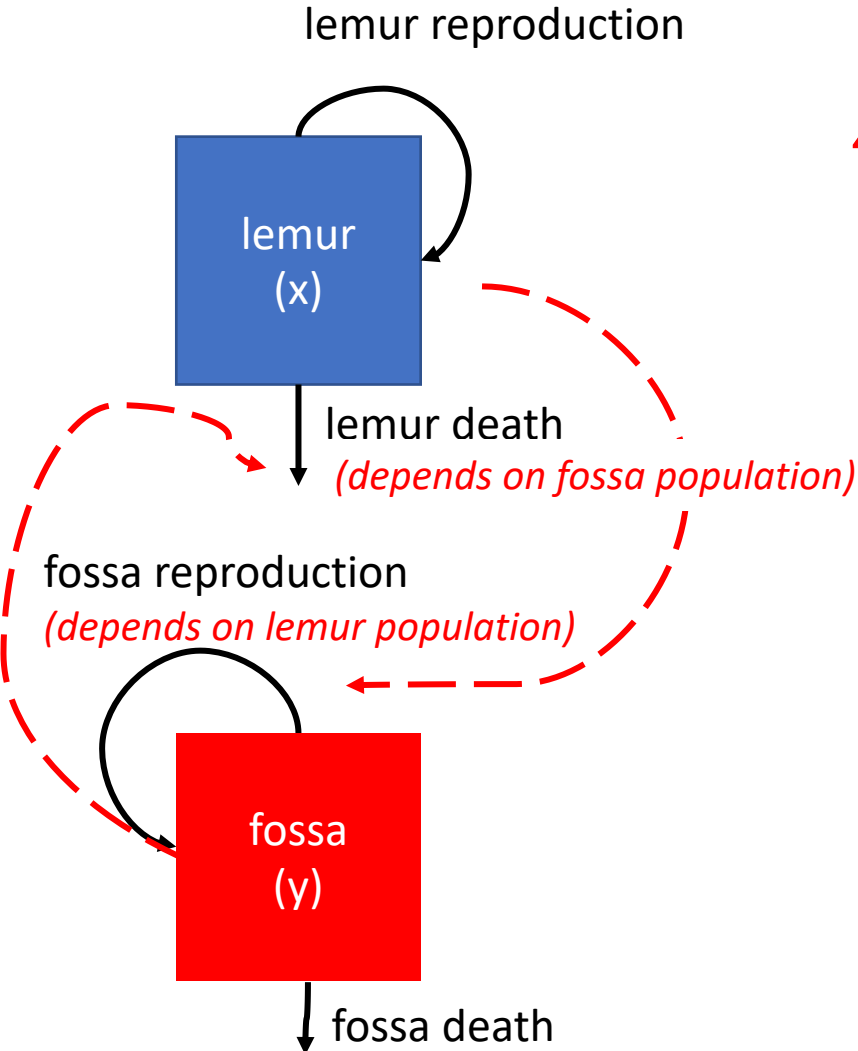 lemur reproduction
lemur
(x)
lemur death
(depends on fossa population)
fossa reproduction
(depends on lemur population)
fossa
(y)
fossa death